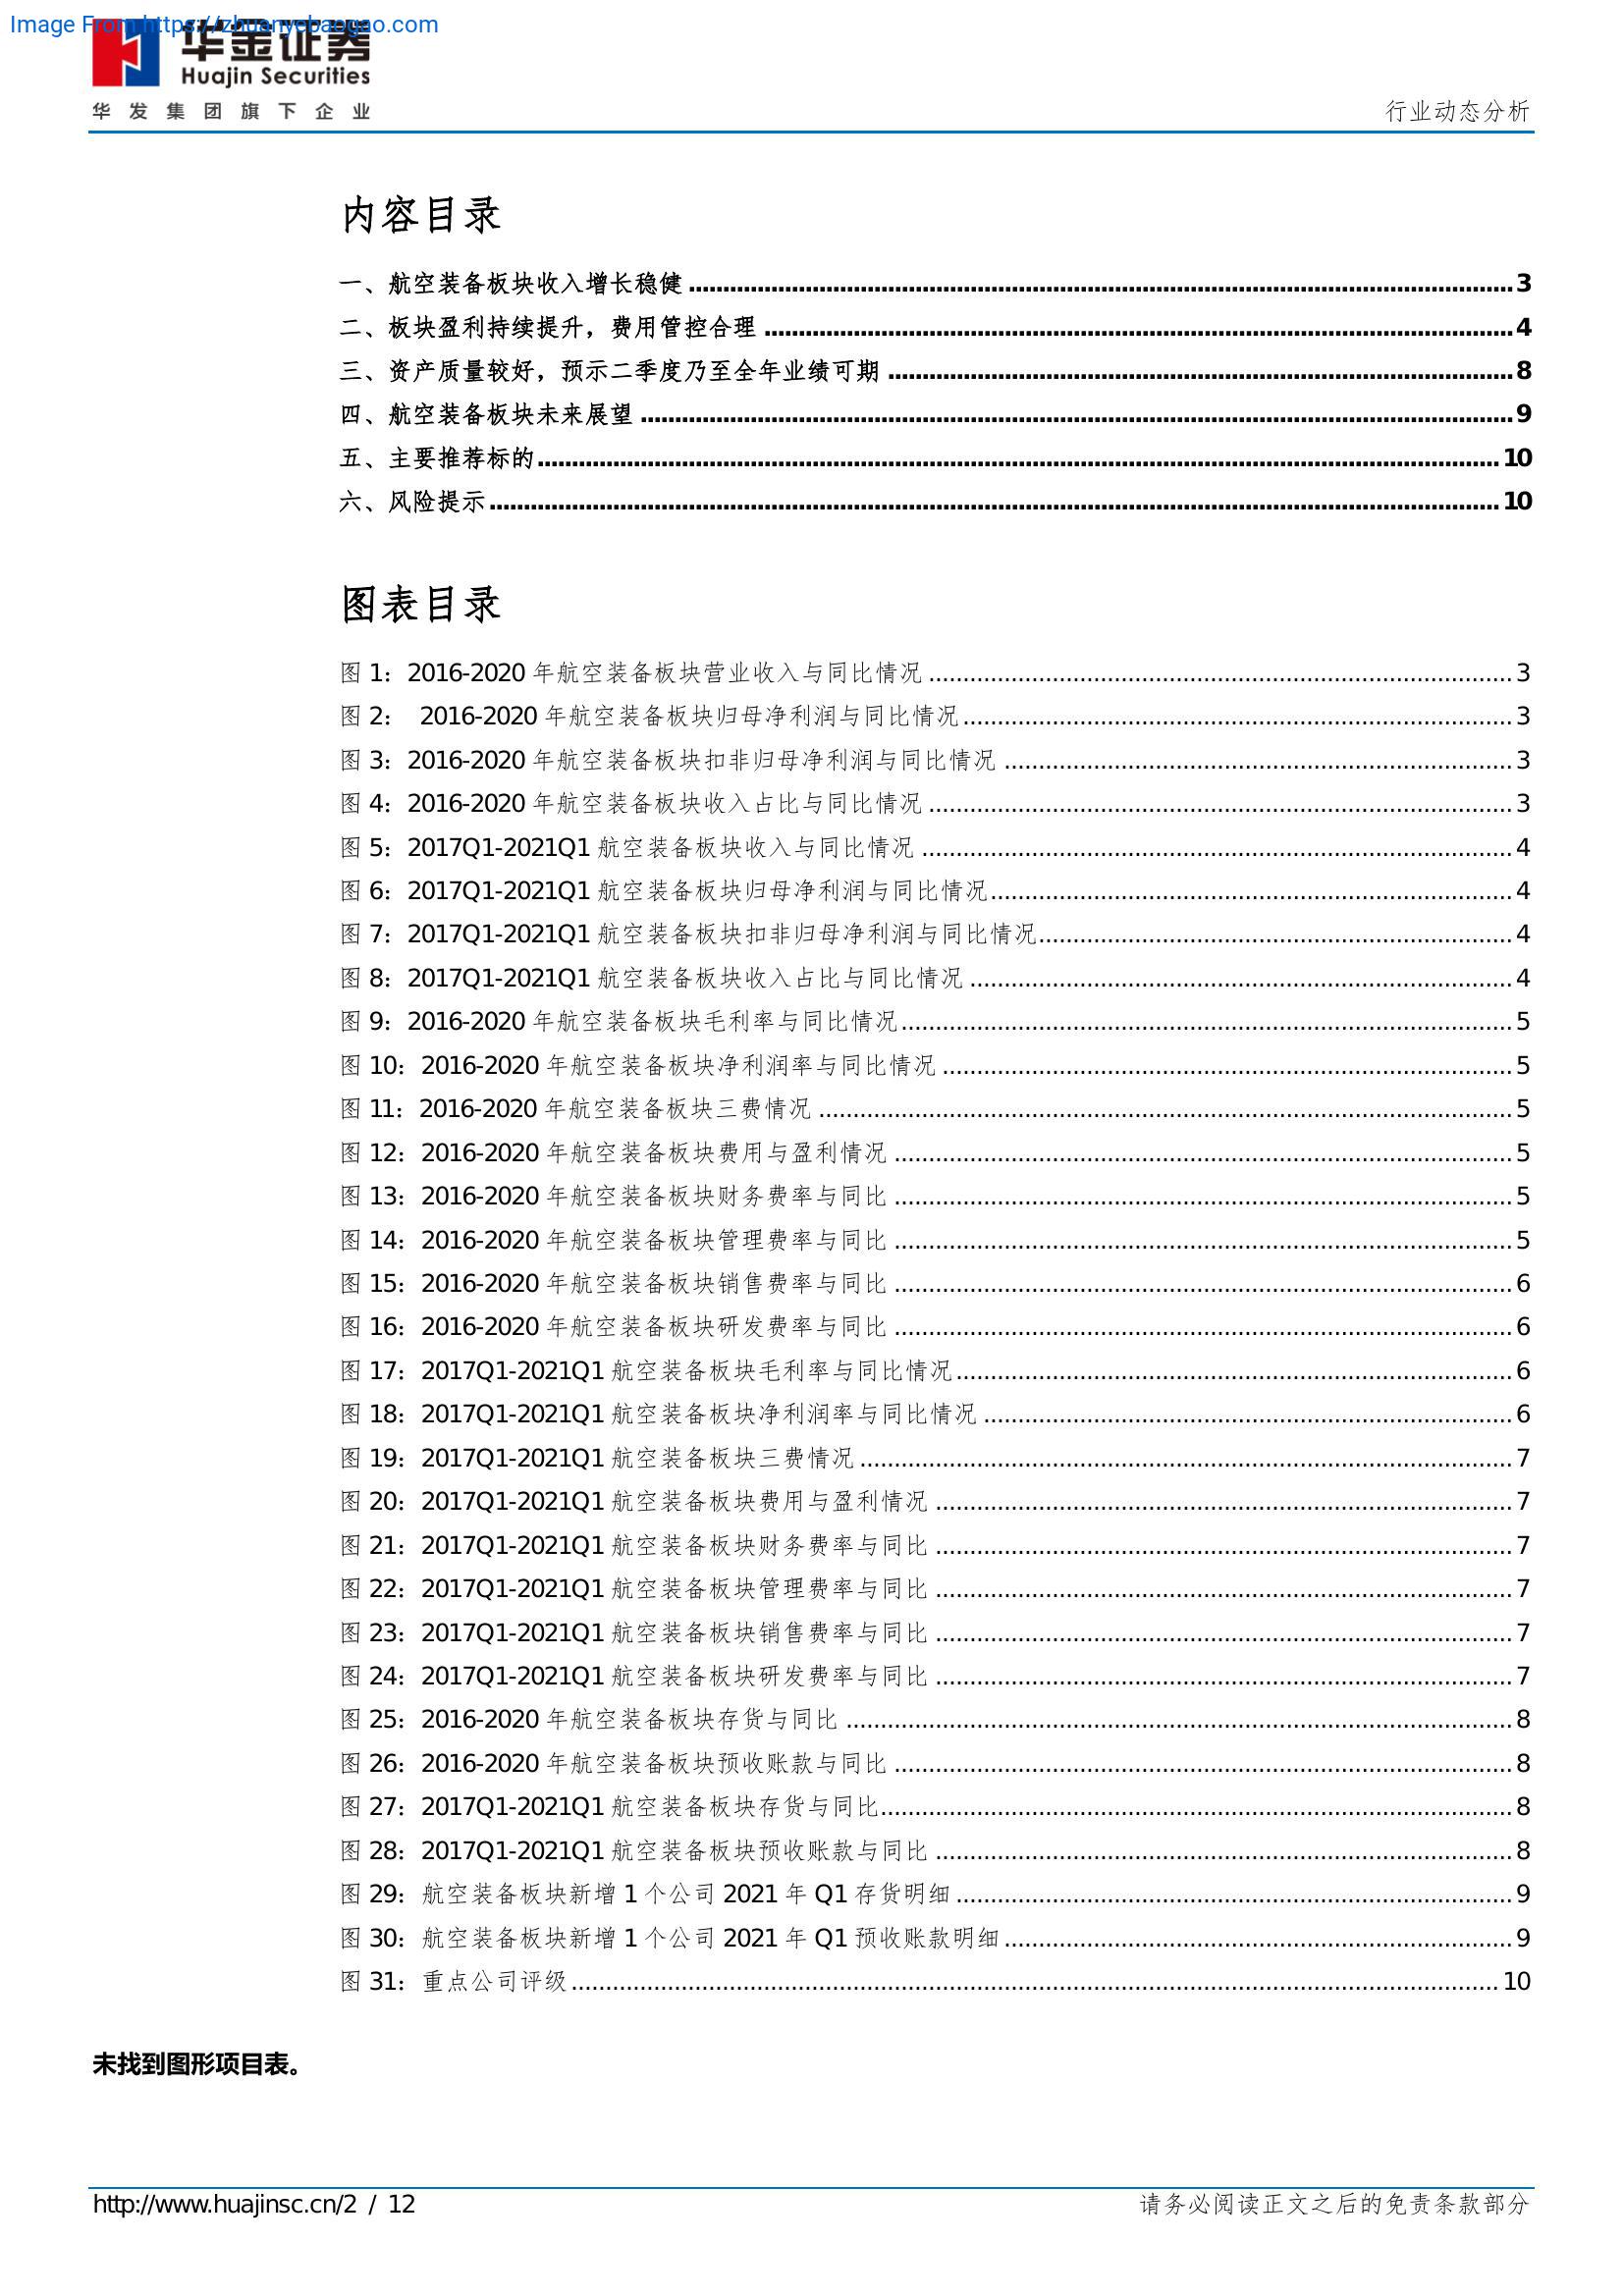 Image From https://zhuanyebaogao.com
华金证券
Huajin Securities
华发集团旗下企业
行业动态分析
内容目录
一、航空装备板块收入增长稳健 3
二、板块盈利持续提升，费用管控合理 4
三、资产质量较好，预示二季度乃至全年业绩可期 8
四、航空装备板块未来展望 9
五、主要推荐标的 10
六、风险提示 10
图表目录
图 1：2016-2020 年航空装备板块营业收入与同比情况 3
图 2： 2016-2020 年航空装备板块归母净利润与同比情况 3
图 3：2016-2020 年航空装备板块扣非归母净利润与同比情况 3
图 4：2016-2020 年航空装备板块收入占比与同比情况 3
图 5：2017Q1-2021Q1 航空装备板块收入与同比情况 4
图 6：2017Q1-2021Q1 航空装备板块归母净利润与同比情况 4
图 7：2017Q1-2021Q1 航空装备板块扣非归母净利润与同比情况 4
图 8：2017Q1-2021Q1 航空装备板块收入占比与同比情况 4
图 9：2016-2020 年航空装备板块毛利率与同比情况 5
图 10：2016-2020 年航空装备板块净利润率与同比情况 5
图 11：2016-2020 年航空装备板块三费情况 5
图 12：2016-2020 年航空装备板块费用与盈利情况 5
图 13：2016-2020 年航空装备板块财务费率与同比 5
图 14：2016-2020 年航空装备板块管理费率与同比 5
图 15：2016-2020 年航空装备板块销售费率与同比 6
图 16：2016-2020 年航空装备板块研发费率与同比 6
图 17：2017Q1-2021Q1 航空装备板块毛利率与同比情况 6
图 18：2017Q1-2021Q1 航空装备板块净利润率与同比情况 6
图 19：2017Q1-2021Q1 航空装备板块三费情况 7
图 20：2017Q1-2021Q1 航空装备板块费用与盈利情况 7
图 21：2017Q1-2021Q1 航空装备板块财务费率与同比 7
图 22：2017Q1-2021Q1 航空装备板块管理费率与同比 7
图 23：2017Q1-2021Q1 航空装备板块销售费率与同比 7
图 24：2017Q1-2021Q1 航空装备板块研发费率与同比 7
图 25：2016-2020 年航空装备板块存货与同比 8
图 26：2016-2020 年航空装备板块预收账款与同比 8
图 27：2017Q1-2021Q1 航空装备板块存货与同比 8
图 28：2017Q1-2021Q1 航空装备板块预收账款与同比 8
图 29：航空装备板块新增 1 个公司 2021 年 Q1 存货明细 9
图 30：航空装备板块新增 1 个公司 2021 年 Q1 预收账款明细 9
图 31：重点公司评级 10
未找到图形项目表。
http://www.huajinsc.cn/2 / 12
请务必阅读正文之后的免责条款部分